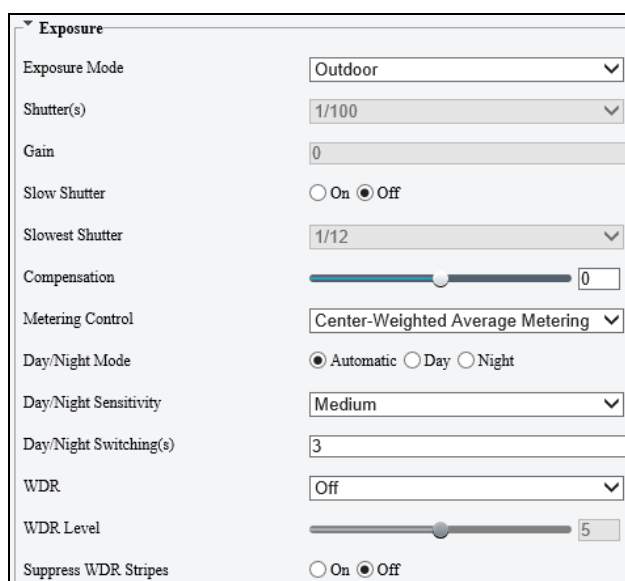 Exposure
Exposure Mode Outdoor
Shutter(s) 1/100
Gain 0
Slow Shutter On Off
Slowest Shutter 1/12
Compensation 0
Metering Control Center-Weighted Average Metering
Day/Night Mode Automatic Day Night
Day/Night Sensitivity Medium
Day/Night Switching(s) 3
WDR Off
WDR Level 5
Suppress WDR Stripes On Off